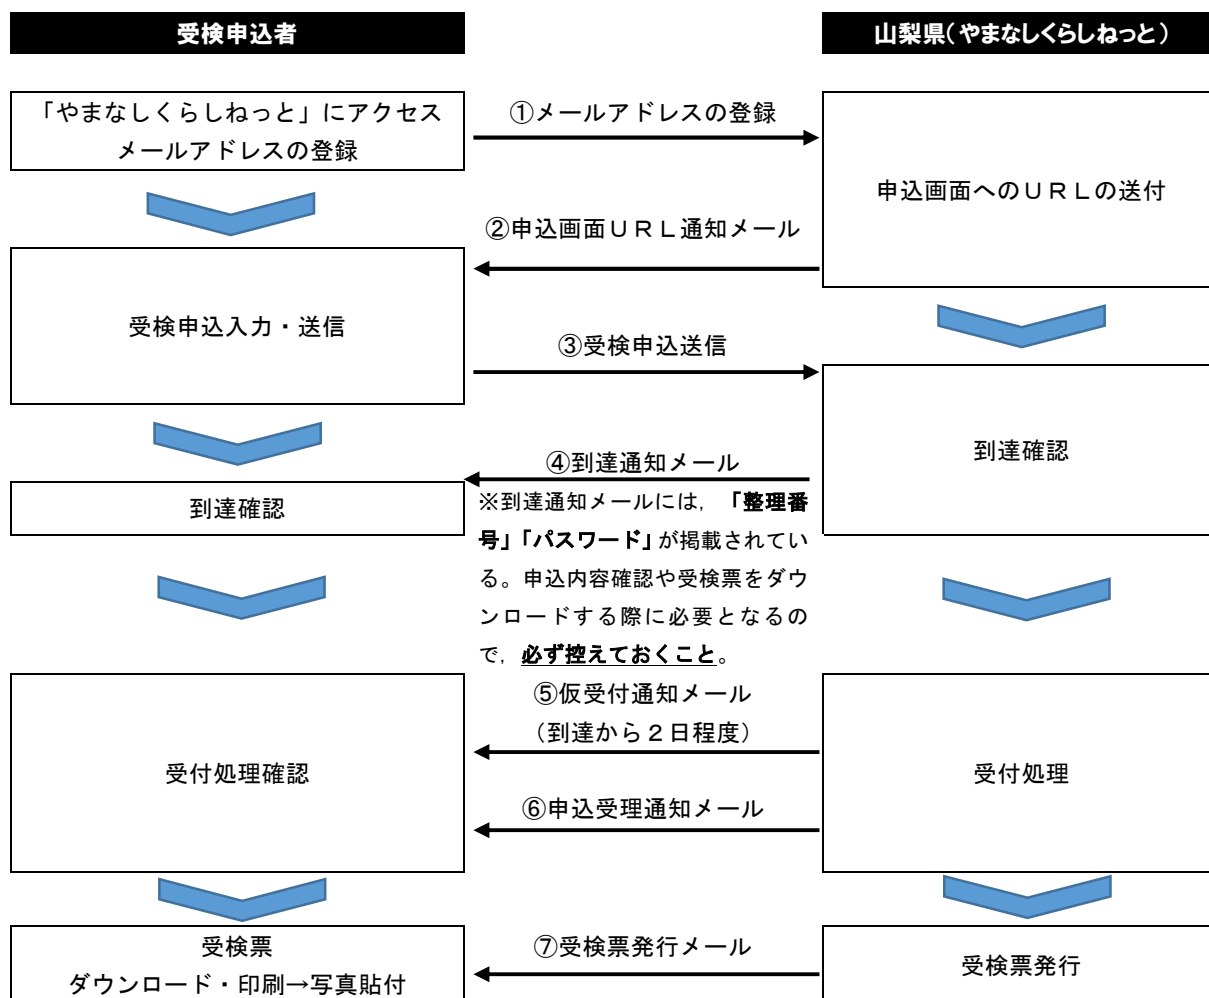 受検申込者
山梨県(やまなしくらしねっと)
「やまなしくらしねっと」にアクセス
メールアドレスの登録
①メールアドレスの登録
申込画面へのURLの送付
②申込画面URL通知メール
受検申込入力・送信
③受検申込送信
到達確認
④到達通知メール
到達確認
※到達通知メールには,「整理番
号」「パスワード」が掲載されてい
る。申込内容確認や受検票をダウ
ンロードする際に必要となるの
で,必ず控えておくこと。
⑤仮受付通知メール
(到達から2日程度)
受付処理確認
受付処理
⑥申込受理通知メール
受検票
ダウンロード・印刷→写真貼付
⑦受検票発行メール
受検票発行